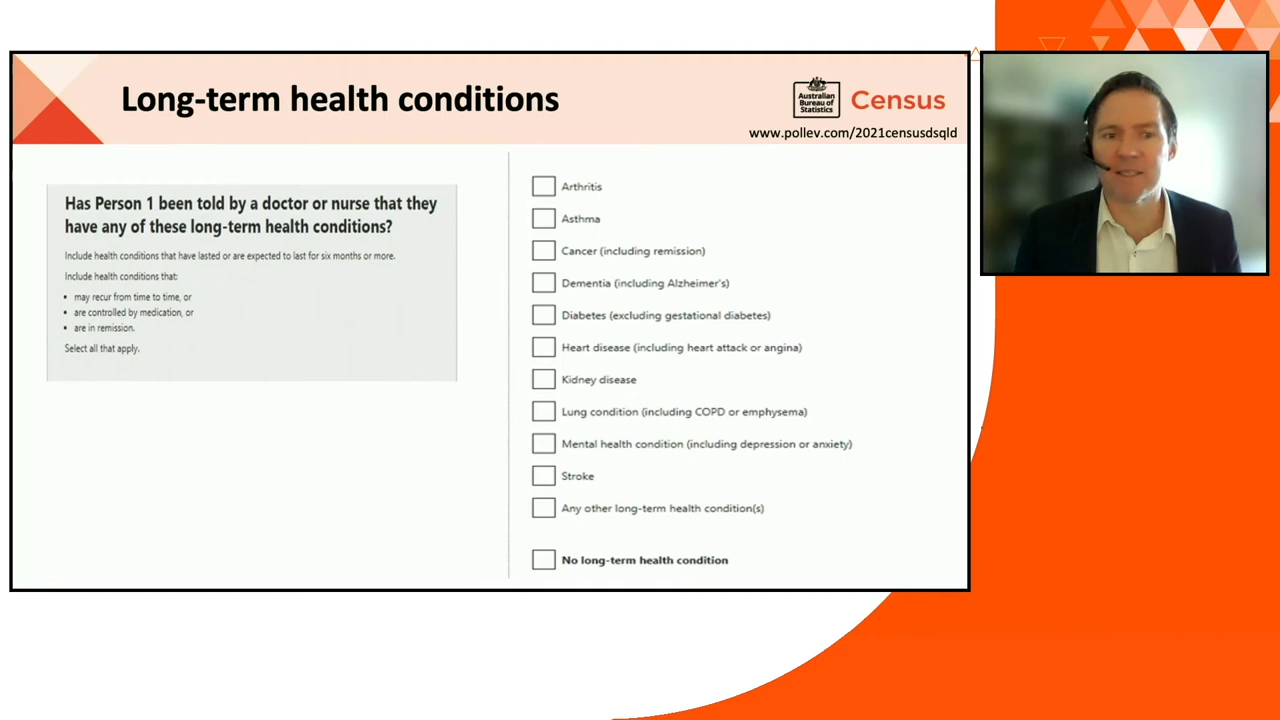 Long-term health conditions
Australian
Bureau of
Statistics
Census
www.pollev.com/2021censusdsqld
Has Person 1 been told by a doctor or nurse that they
have any of these long-term health conditions?
Include health conditions that have lasted or are expected to last for six months or more.
Include health conditions that:
• may recur from time to time, or
• are controlled by medication, or
• are in remission.
Select all that apply.
Arthritis
Asthma
Cancer (including remission)
Dementia (including Alzheimer's)
Diabetes (excluding gestational diabetes)
Heart disease (including heart attack or angina)
Kidney disease
Lung condition (including COPD or emphysema)
Mental health condition (including depression or anxiety)
Stroke
Any other long-term health condition(s)
No long-term health condition